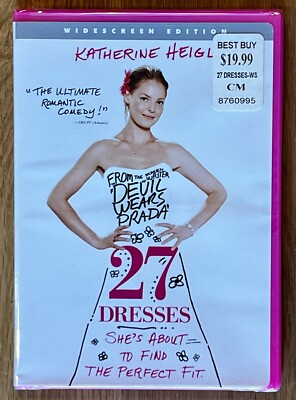 WIDESCREEN EDITION
KATHERINE HEIGL
BEST BUY
$19.99
27 DRESSES-WS
CM
8760995
"THE ULTIMATE
ROMANTIC
COMEDY!"
FROM THE SCREENWRITER
"DEVIL
WEARS
PRADA"
27
DRESSES
SHE'S ABOUT
TO FIND
THE PERFECT FIT.